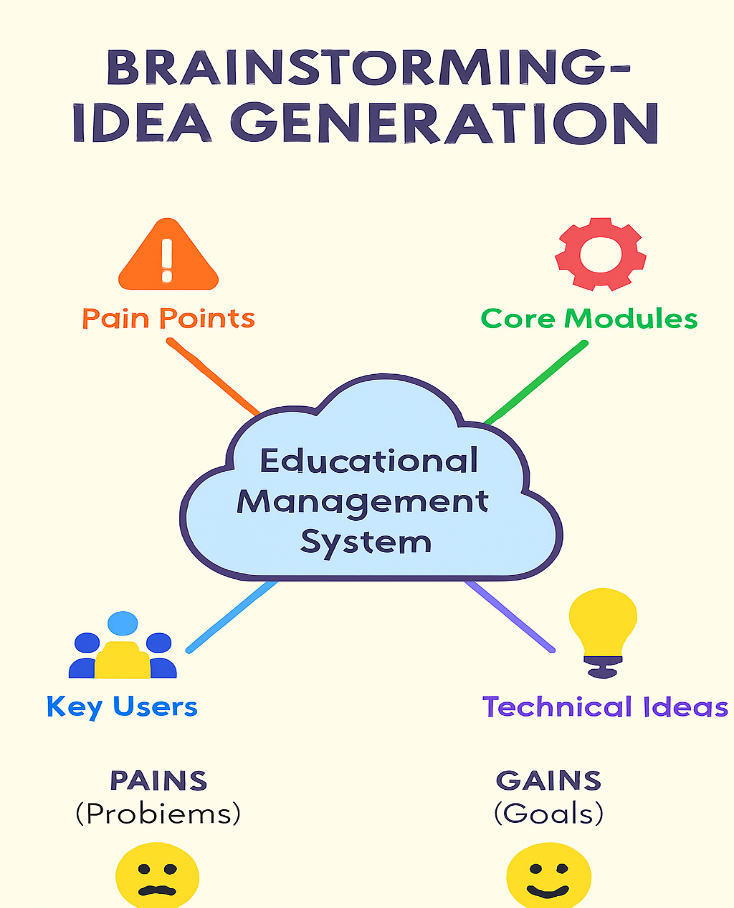 BRAINSTORMING-
IDEA GENERATION
Pain Points
Core Modules
Educational
Management
System
Key Users
Technical Ideas
PAINS
(Probiems)
GAINS
(Goals)